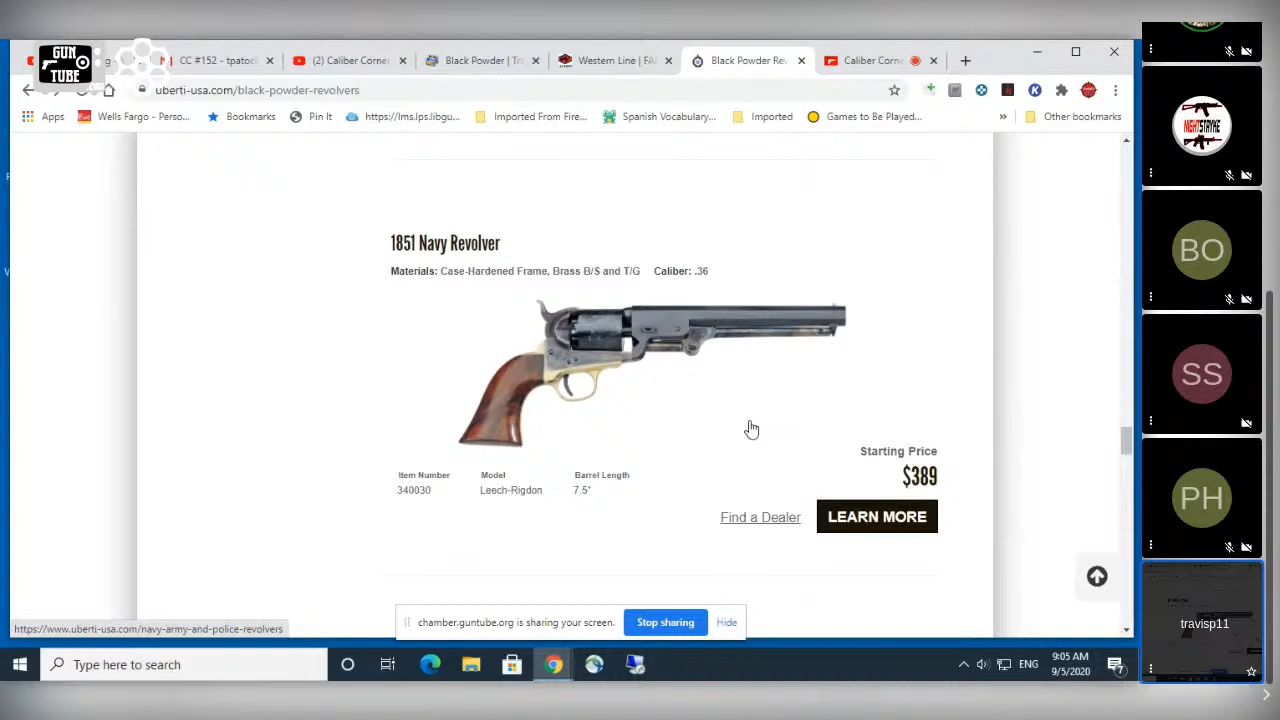 GUN
TUBE
CC #152 - tpatoc
(2) Caliber Corner
Black Powder | Tra
Western Line | FA
Black Powder Rev
Caliber Corne
uberti-usa.com/black-powder-revolvers
Apps
Wells Fargo - Perso...
Bookmarks
Pin It
https://lms.lps.libgu...
Imported From Fire...
Spanish Vocabulary...
Imported
Games to Be Played...
»
Other bookmarks
1851 Navy Revolver
Materials: Case-Hardened Frame, Brass B/S and T/G Caliber: .36
Starting Price
$389
Item Number Model Barrel Length
340030 Leech-Rigdon 7.5"
Find a Dealer
LEARN MORE
chamber.guntube.org is sharing your screen.
Stop sharing
Hide
https://www.uberti-usa.com/navy-army-and-police-revolvers
Type here to search
ENG
9:05 AM
9/5/2020
7
NIGHTSTRYKE
BO
SS
PH
travisp11